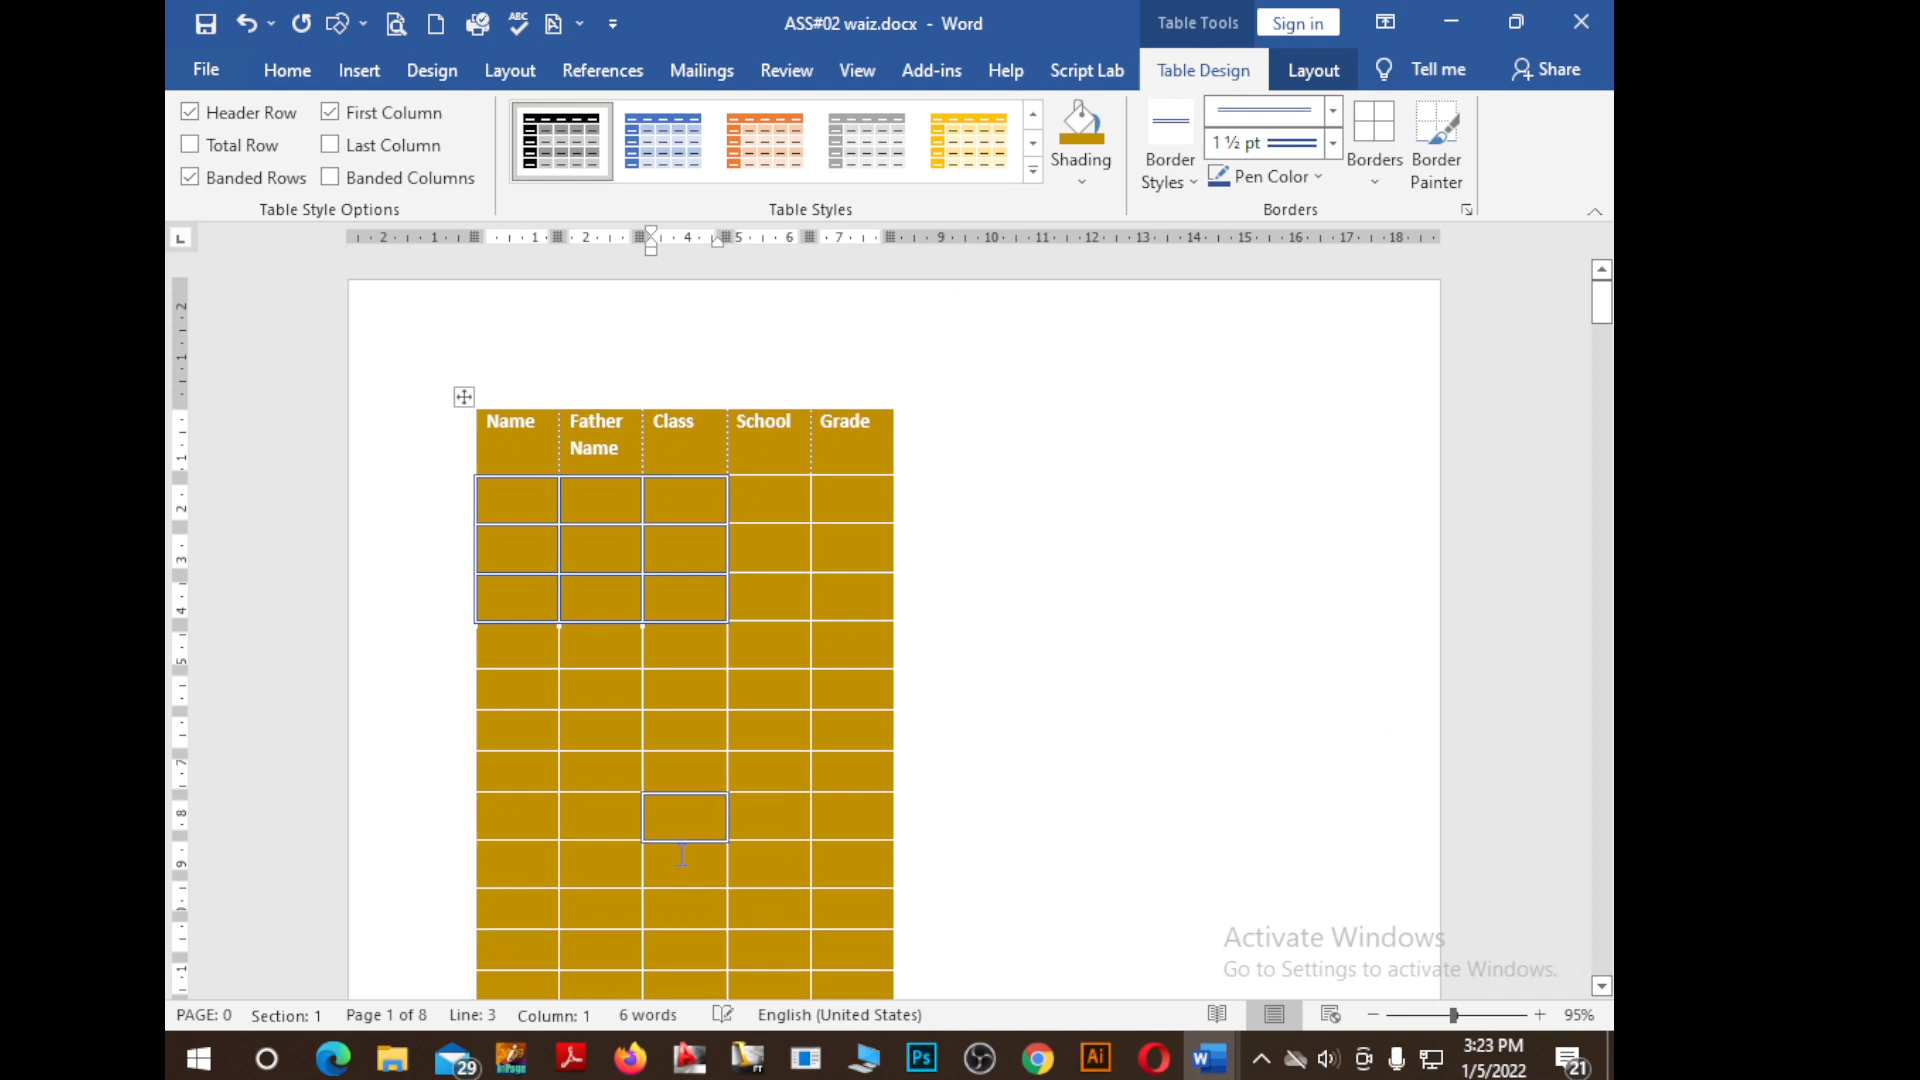 ASS#02 waiz.docx - Word
Table Tools
Sign in
File
Home
Insert
Design
Layout
References
Mailings
Review
View
Add-ins
Help
Script Lab
Table Design
Layout
Tell me
Share
Header Row
First Column
Total Row
Last Column
Banded Rows
Banded Columns
Table Style Options
Table Styles
Shading
Border
Styles
1 ½ pt
Pen Color
Borders
Border
Painter
Borders
Name
Father
Name
Class
School
Grade
Activate Windows
Go to Settings to activate Windows.
PAGE: 0
Section: 1
Page 1 of 8
Line: 3
Column: 1
6 words
English (United States)
95%
29
Ps
Ai
3:23 PM
1/5/2022
21